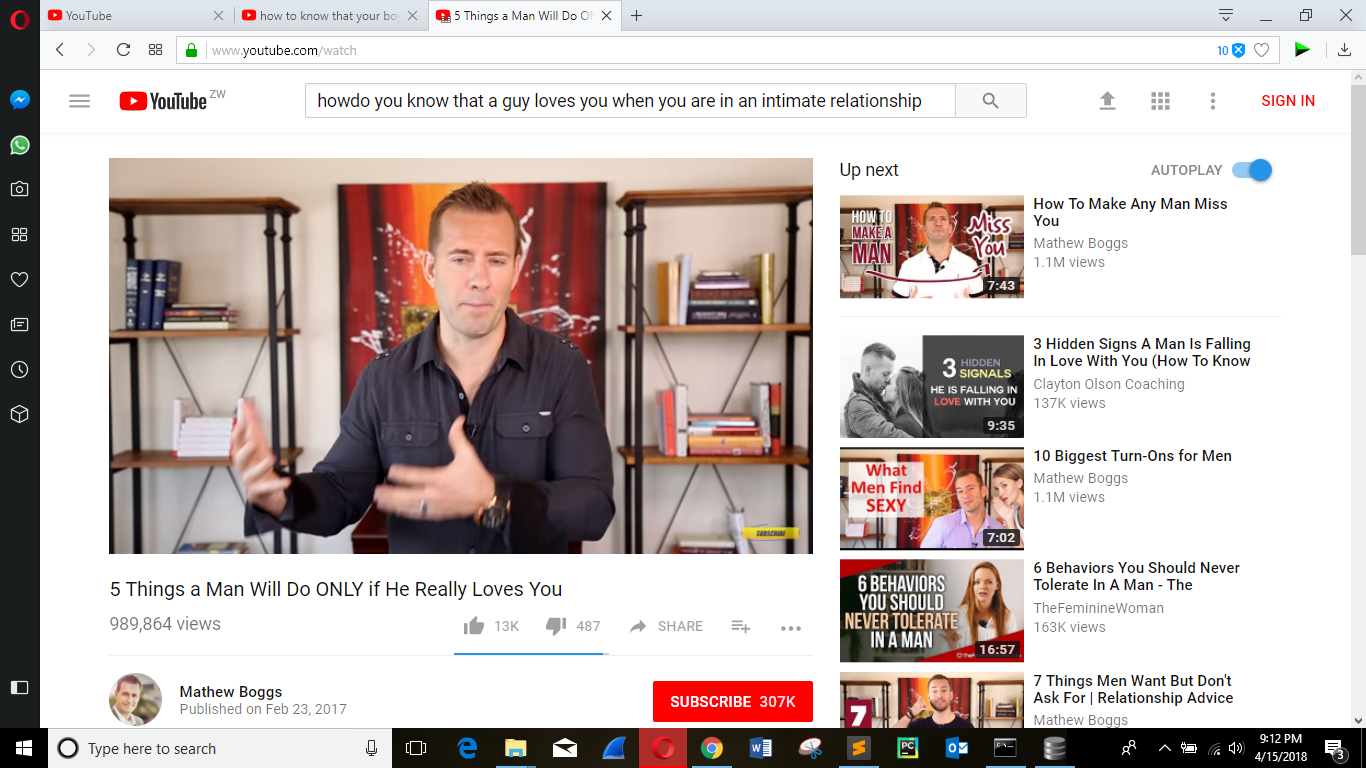 YouTube
how to know that your bo
5 Things a Man Will Do O
www.youtube.com/watch
10
YouTube ZW
howdo you know that a guy loves you when you are in an intimate relationship
SIGN IN
SUBSCRIBE
5 Things a Man Will Do ONLY if He Really Loves You
989,864 views
13K
487
SHARE
Mathew Boggs
Published on Feb 23, 2017
SUBSCRIBE 307K
Up next
AUTOPLAY
HOW TO
MAKE A
MAN
Miss
You
7:43
How To Make Any Man Miss
You
Mathew Boggs
1.1M views
3 HIDDEN
SIGNALS
HE IS FALLING
IN LOVE WITH YOU
9:35
3 Hidden Signs A Man Is Falling
In Love With You (How To Know
Clayton Olson Coaching
137K views
What
Men Find
SEXY
7:02
10 Biggest Turn-Ons for Men
Mathew Boggs
1.1M views
6 BEHAVIORS
YOU SHOULD
NEVER TOLERATE
IN A MAN
16:57
6 Behaviors You Should Never
Tolerate In A Man - The
TheFeminineWoman
163K views
7
7 Things Men Want But Don't
Ask For | Relationship Advice
Mathew Boggs
Type here to search
9:12 PM
4/15/2018
3